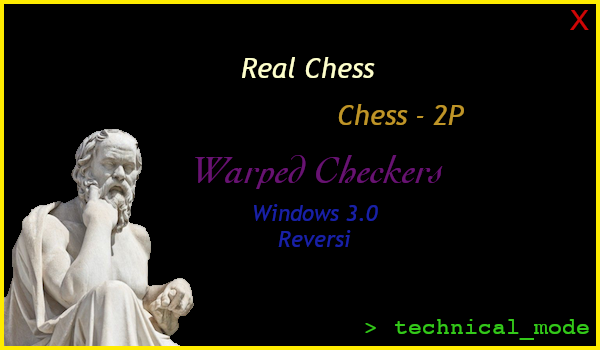 X
Real Chess
Chess - 2P
Warped Checkers
Windows 3.0
Reversi
> technical_mode